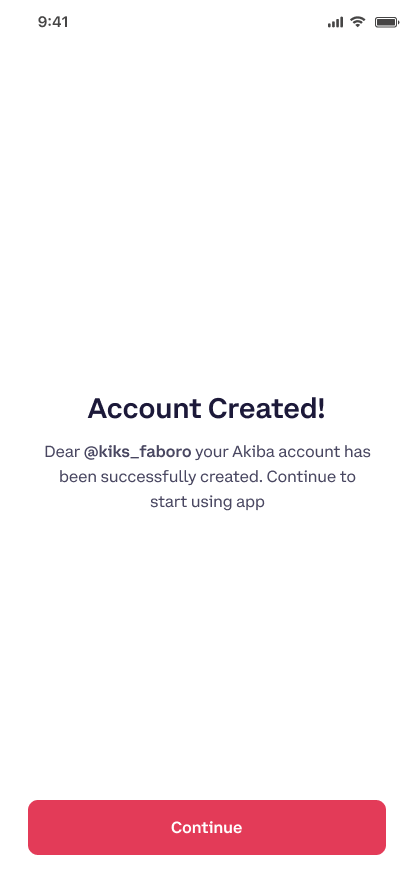 9:41
Account Created!
Dear @kiks_faboro your Akiba account has
been successfully created. Continue to
start using app
Continue